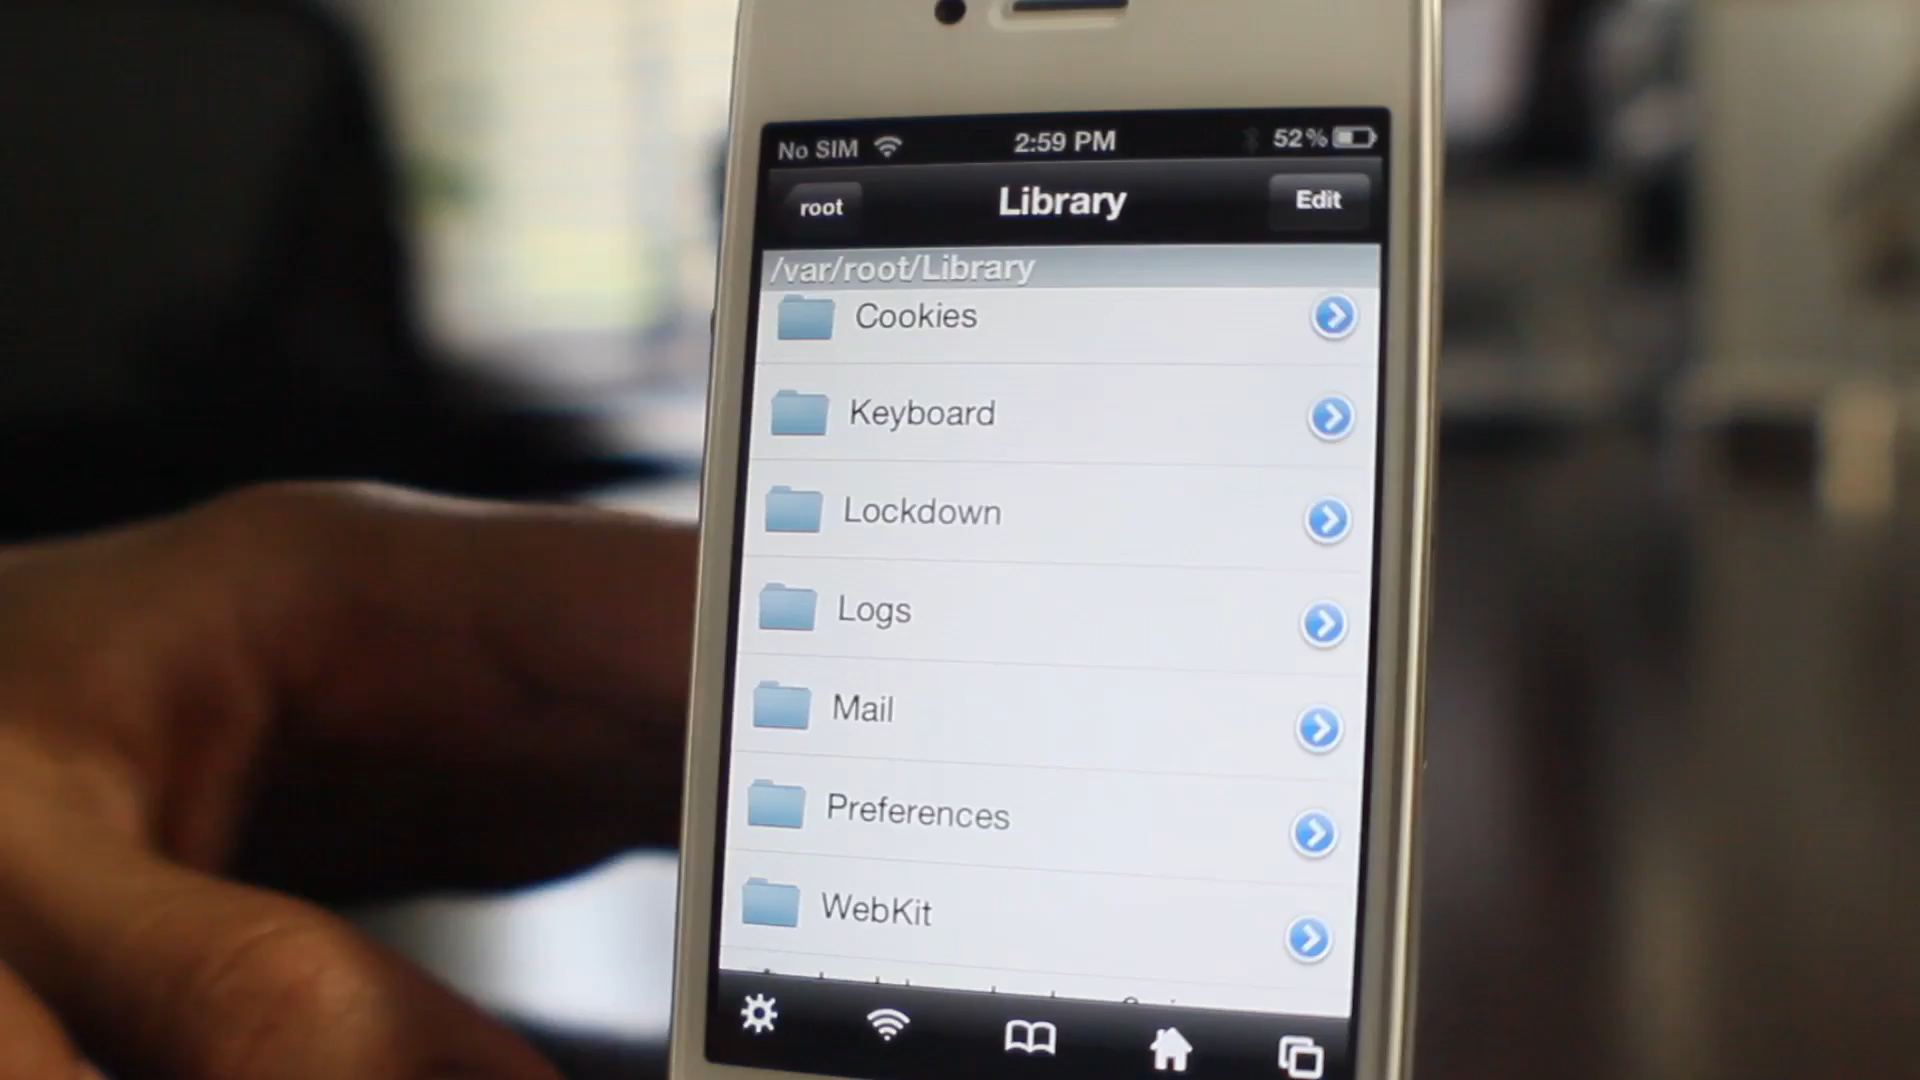 No SIM 2:59 PM 52%
root Library Edit
/var/root/Library
Cookies
Keyboard
Lockdown
Logs
Mail
Preferences
WebKit